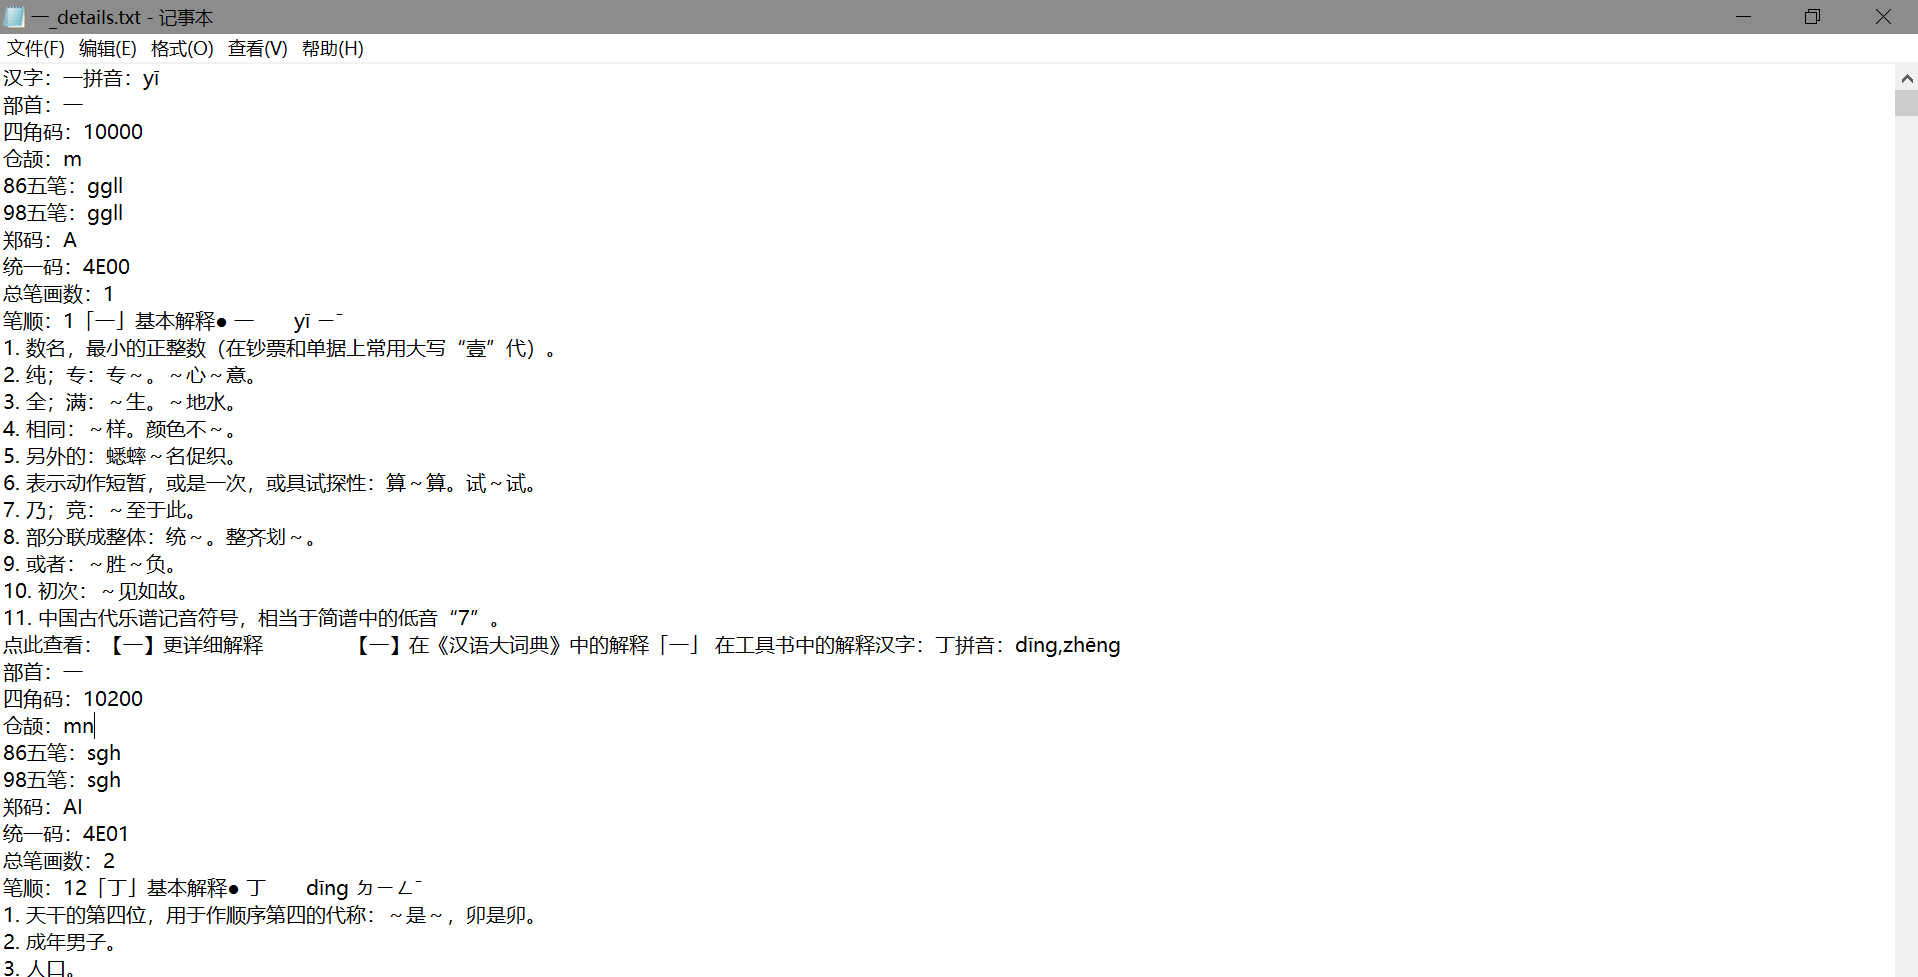 一_details.txt - 记事本
文件(F) 编辑(E) 格式(O) 查看(V) 帮助(H)
汉字：一拼音：yī
部首：一
四角码：10000
仓颉：m
86五笔：ggll
98五笔：ggll
郑码：A
统一码：4E00
总笔画数：1
笔顺：1「一」基本解释● 一 yī ㄧˉ
1. 数名，最小的正整数（在钞票和单据上常用大写“壹”代）。
2. 纯；专：专～。～心～意。
3. 全；满：～生。～地水。
4. 相同：～样。颜色不～。
5. 另外的：蟋蟀～名促织。
6. 表示动作短暂，或是一次，或具试探性：算～算。试～试。
7. 乃；竞：～至于此。
8. 部分联成整体：统～。整齐划～。
9. 或者：～胜～负。
10. 初次：～见如故。
11. 中国古代乐谱记音符号，相当于简谱中的低音“7”。
点此查看：【一】更详细解释 【一】在《汉语大词典》中的解释「一」 在工具书中的解释汉字：丁拼音：dīng,zhēng
部首：一
四角码：10200
仓颉：mn
86五笔：sgh
98五笔：sgh
郑码：AI
统一码：4E01
总笔画数：2
笔顺：12「丁」基本解释● 丁 dīng ㄉㄧㄥˉ
1. 天干的第四位，用于作顺序第四的代称：～是～，卯是卯。
2. 成年男子。
3. 人口。